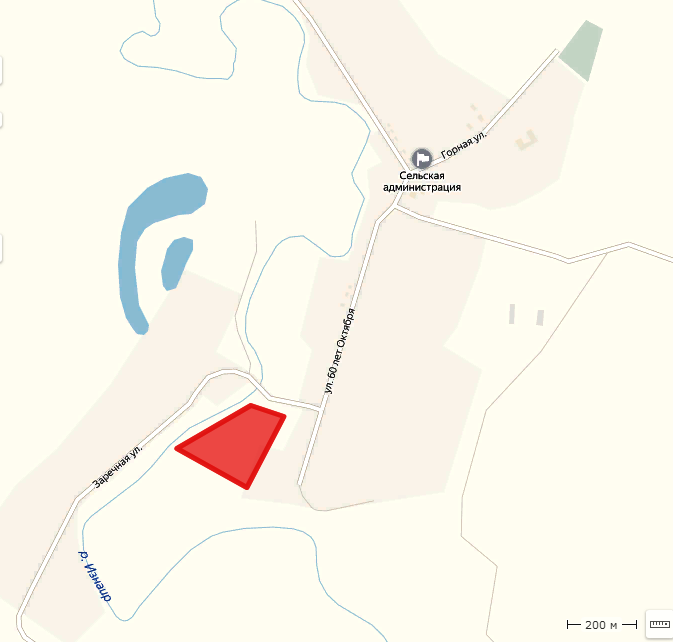 Горная ул.
Сельская
администрация
ул. 60 лет Октября
Заречная ул.
р. Изнаир
200 м